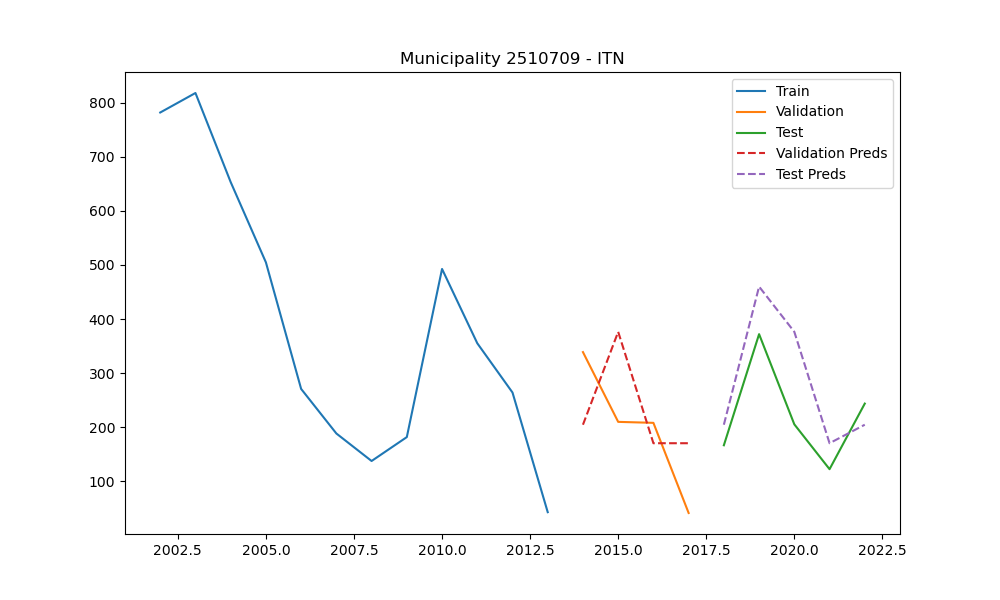 Municipality 2510709 - ITN
Train
Validation
Test
Validation Preds
Test Preds
800
700
600
500
400
300
200
100
2002.5 2005.0 2007.5 2010.0 2012.5 2015.0 2017.5 2020.0 2022.5